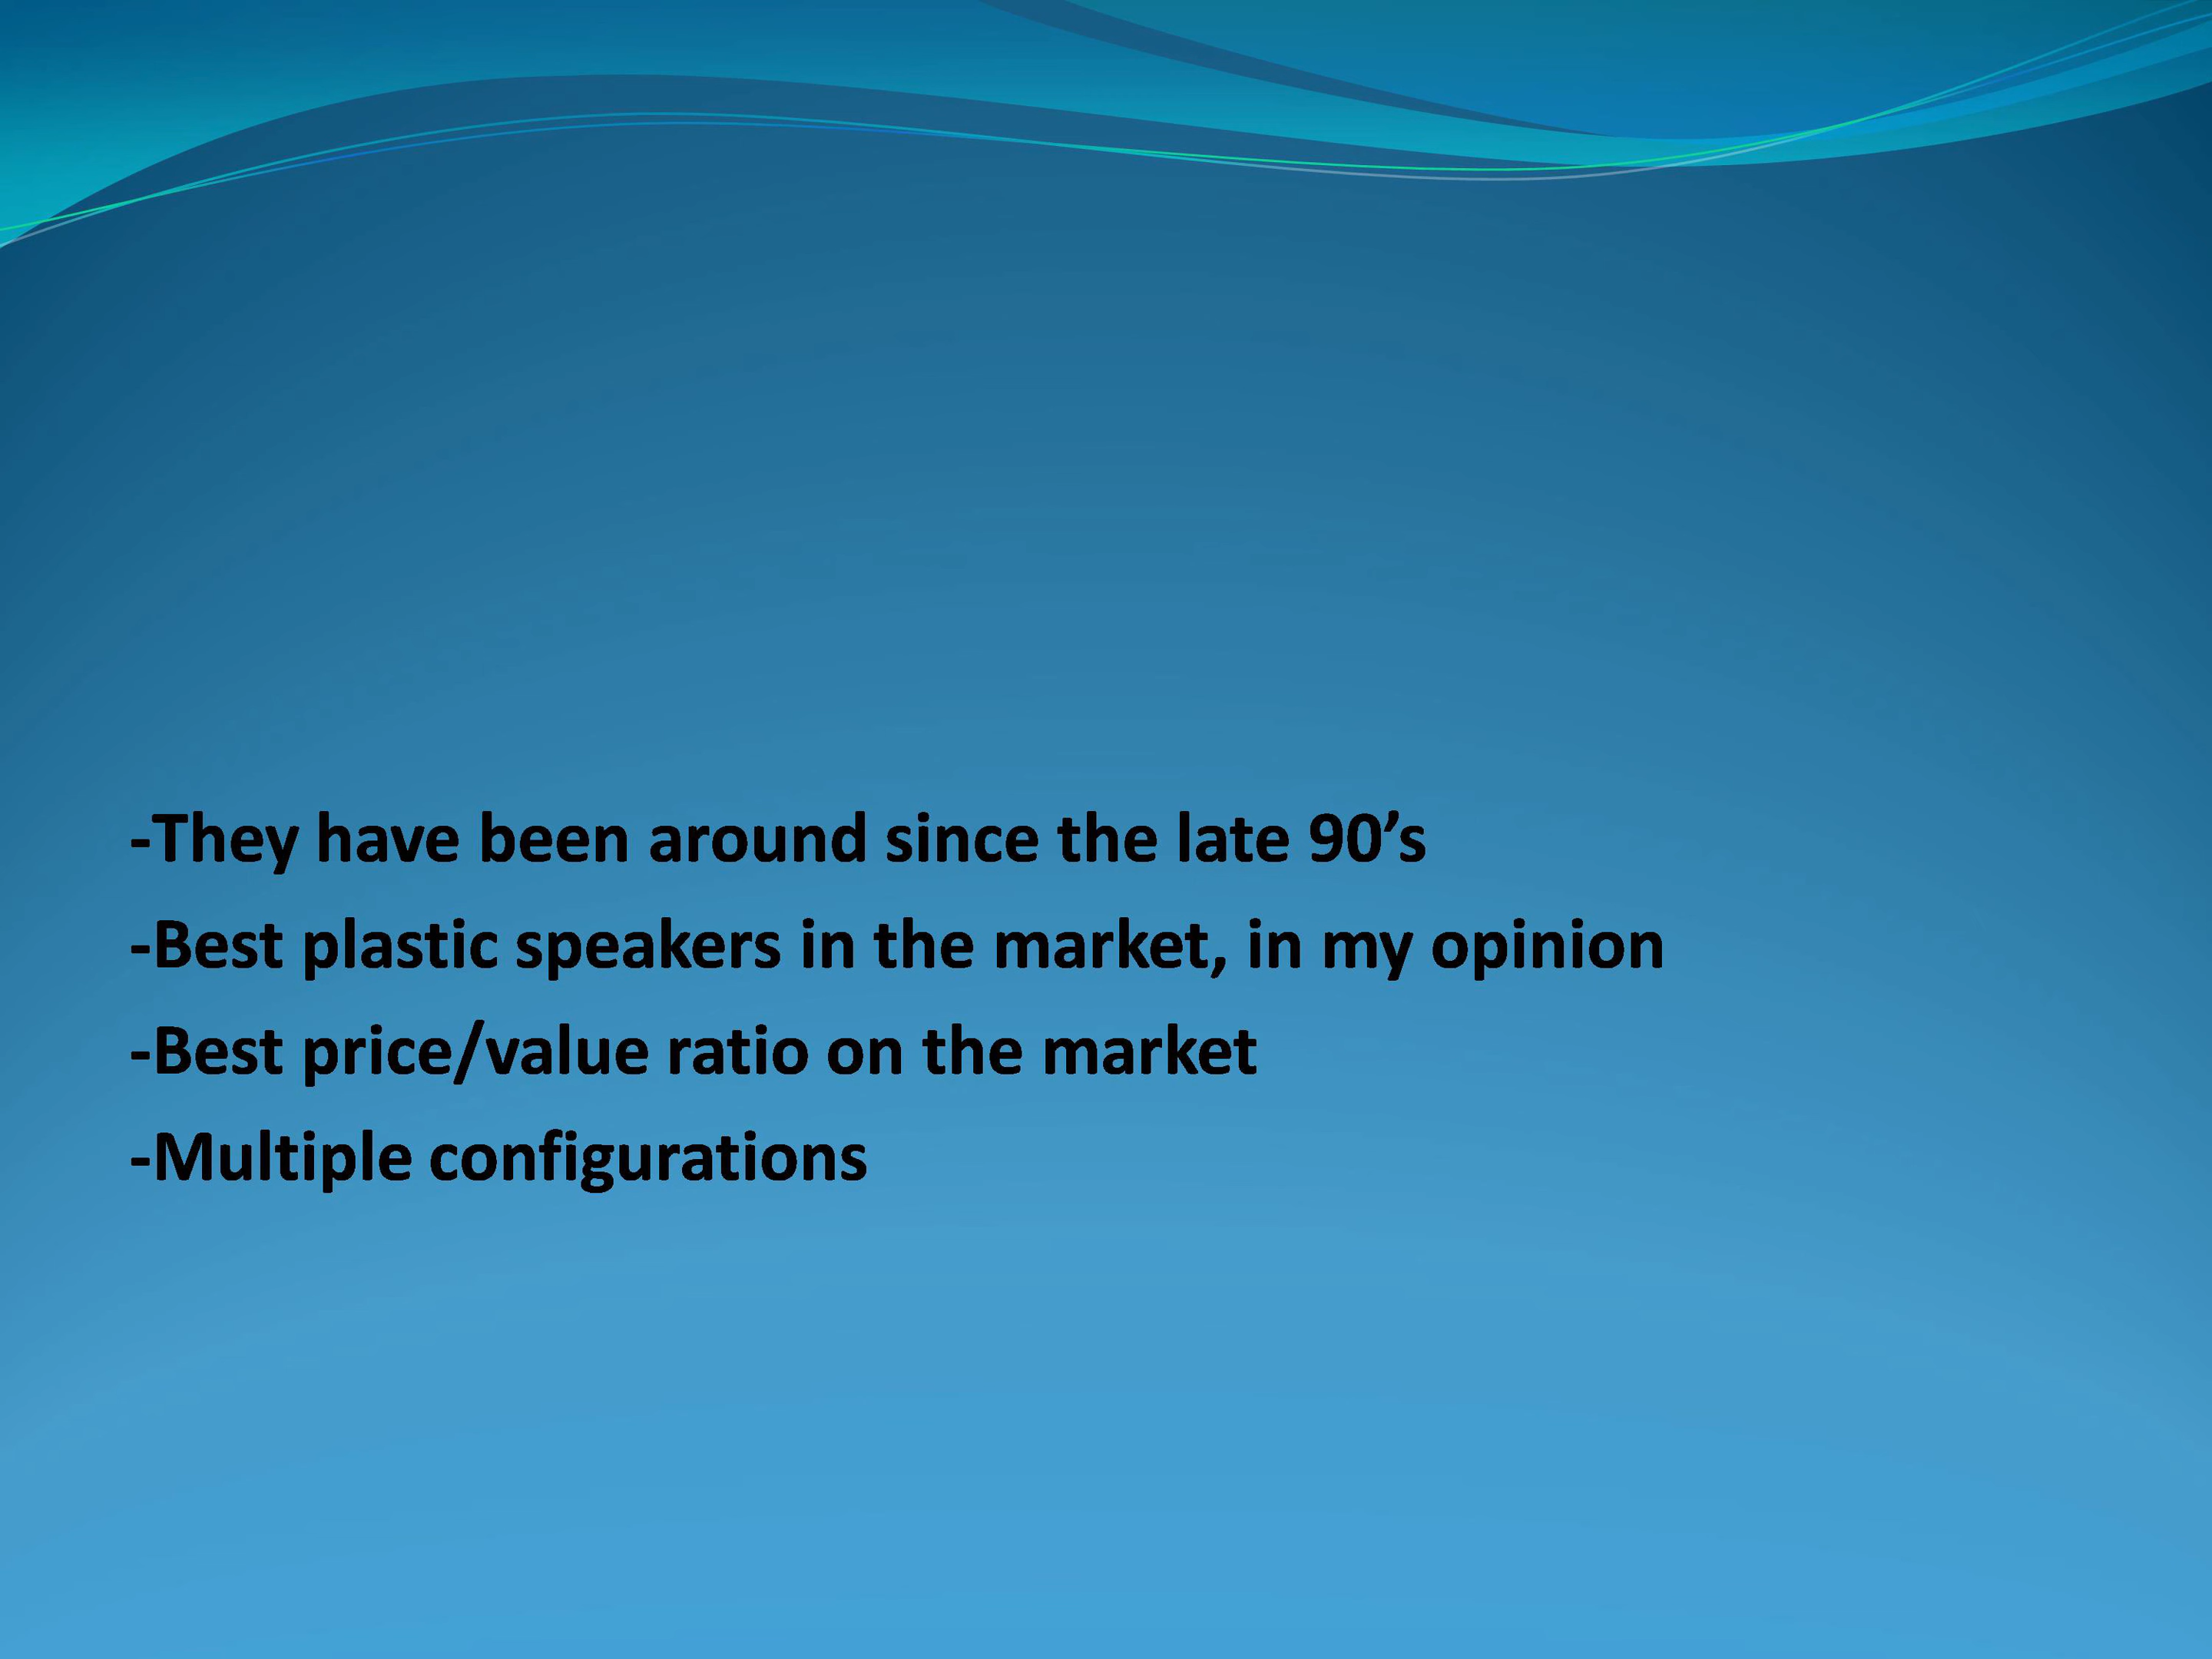 -They have been around since the late 90’s
-Best plastic speakers in the market, in my opinion
-Best price/value ratio on the market
-Multiple configurations